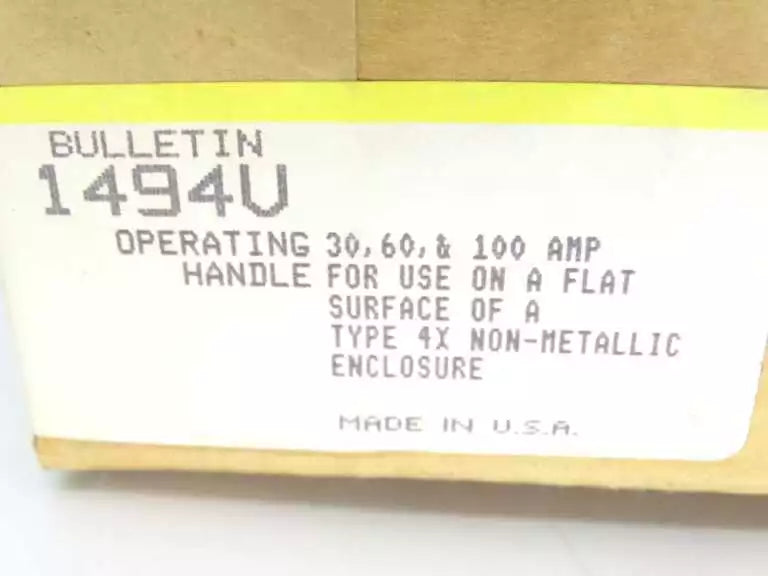 BULLETIN
1494V
OPERATING 30,60,& 100 AMP
HANDLE FOR USE ON A FLAT
SURFACE OF A
TYPE 4X NON-METALLIC
ENCLOSURE
MADE IN U.S.A.